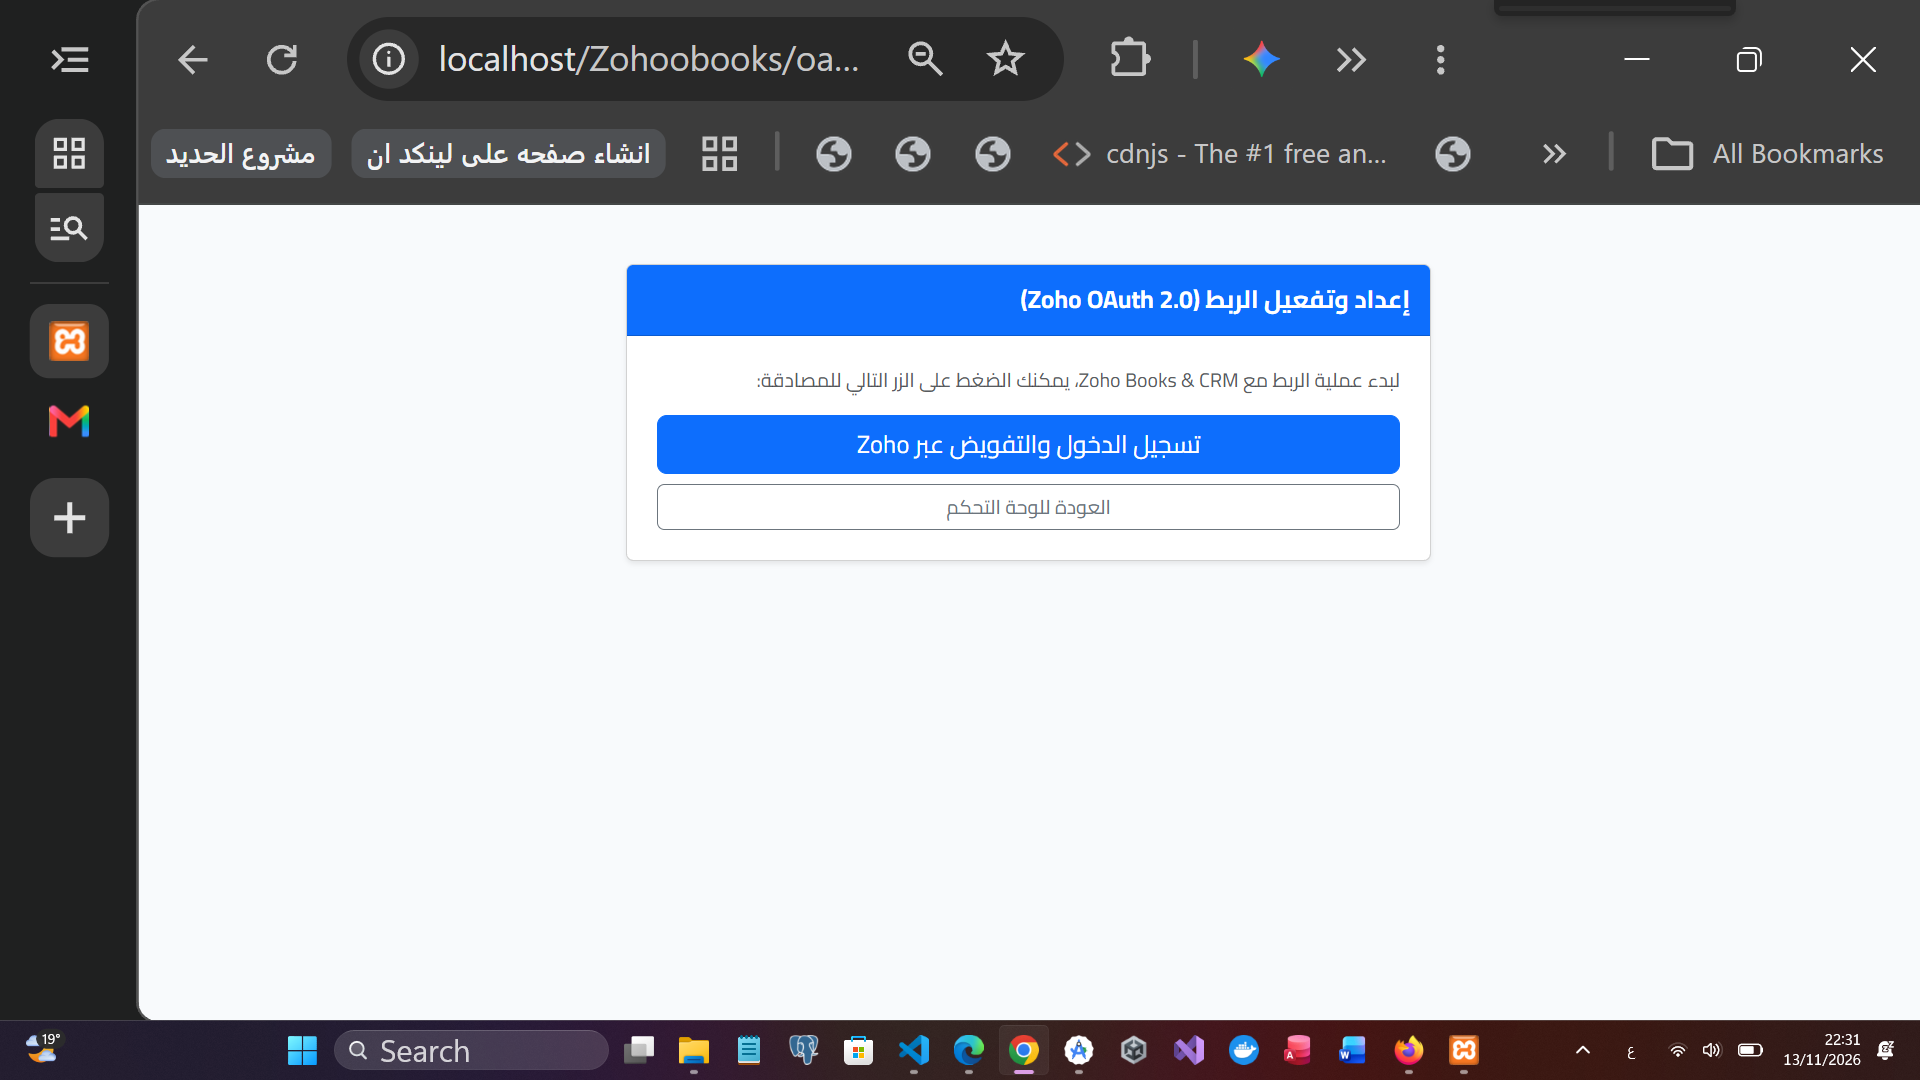 localhost/Zohoobooks/oa...
مشروع الحديد
انشاء صفحه على لينكد ان
cdnjs - The #1 free an...
All Bookmarks
إعداد وتفعيل الربط (Zoho OAuth 2.0)
لبدء عملية الربط مع Zoho Books & CRM، يمكنك الضغط على الزر التالي للمصادقة:
تسجيل الدخول والتفويض عبر Zoho
العودة للوحة التحكم
19°
Search
ع
22:31
13/11/2026